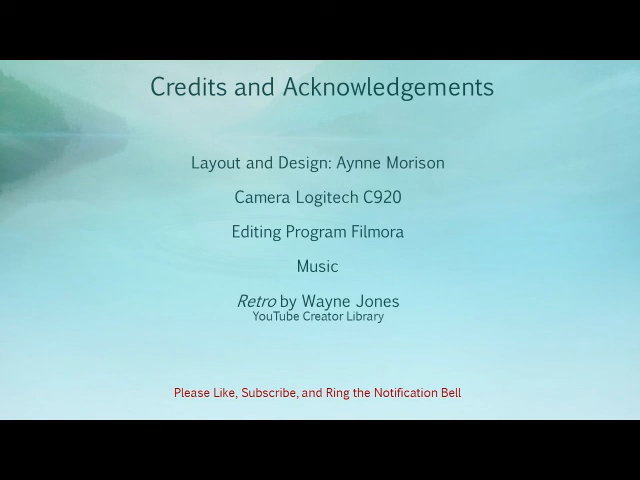 Credits and Acknowledgements
Layout and Design: Aynne Morison
Camera Logitech C920
Editing Program Filmora
Music
Retro by Wayne Jones
YouTube Creator Library
Please Like, Subscribe, and Ring the Notification Bell